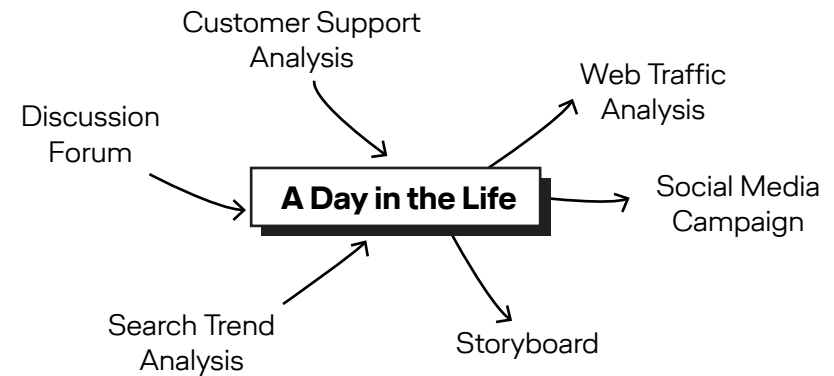 Customer Support
Analysis
Web Traffic
Analysis
Discussion
Forum
A Day in the Life
Social Media
Campaign
Search Trend
Analysis
Storyboard